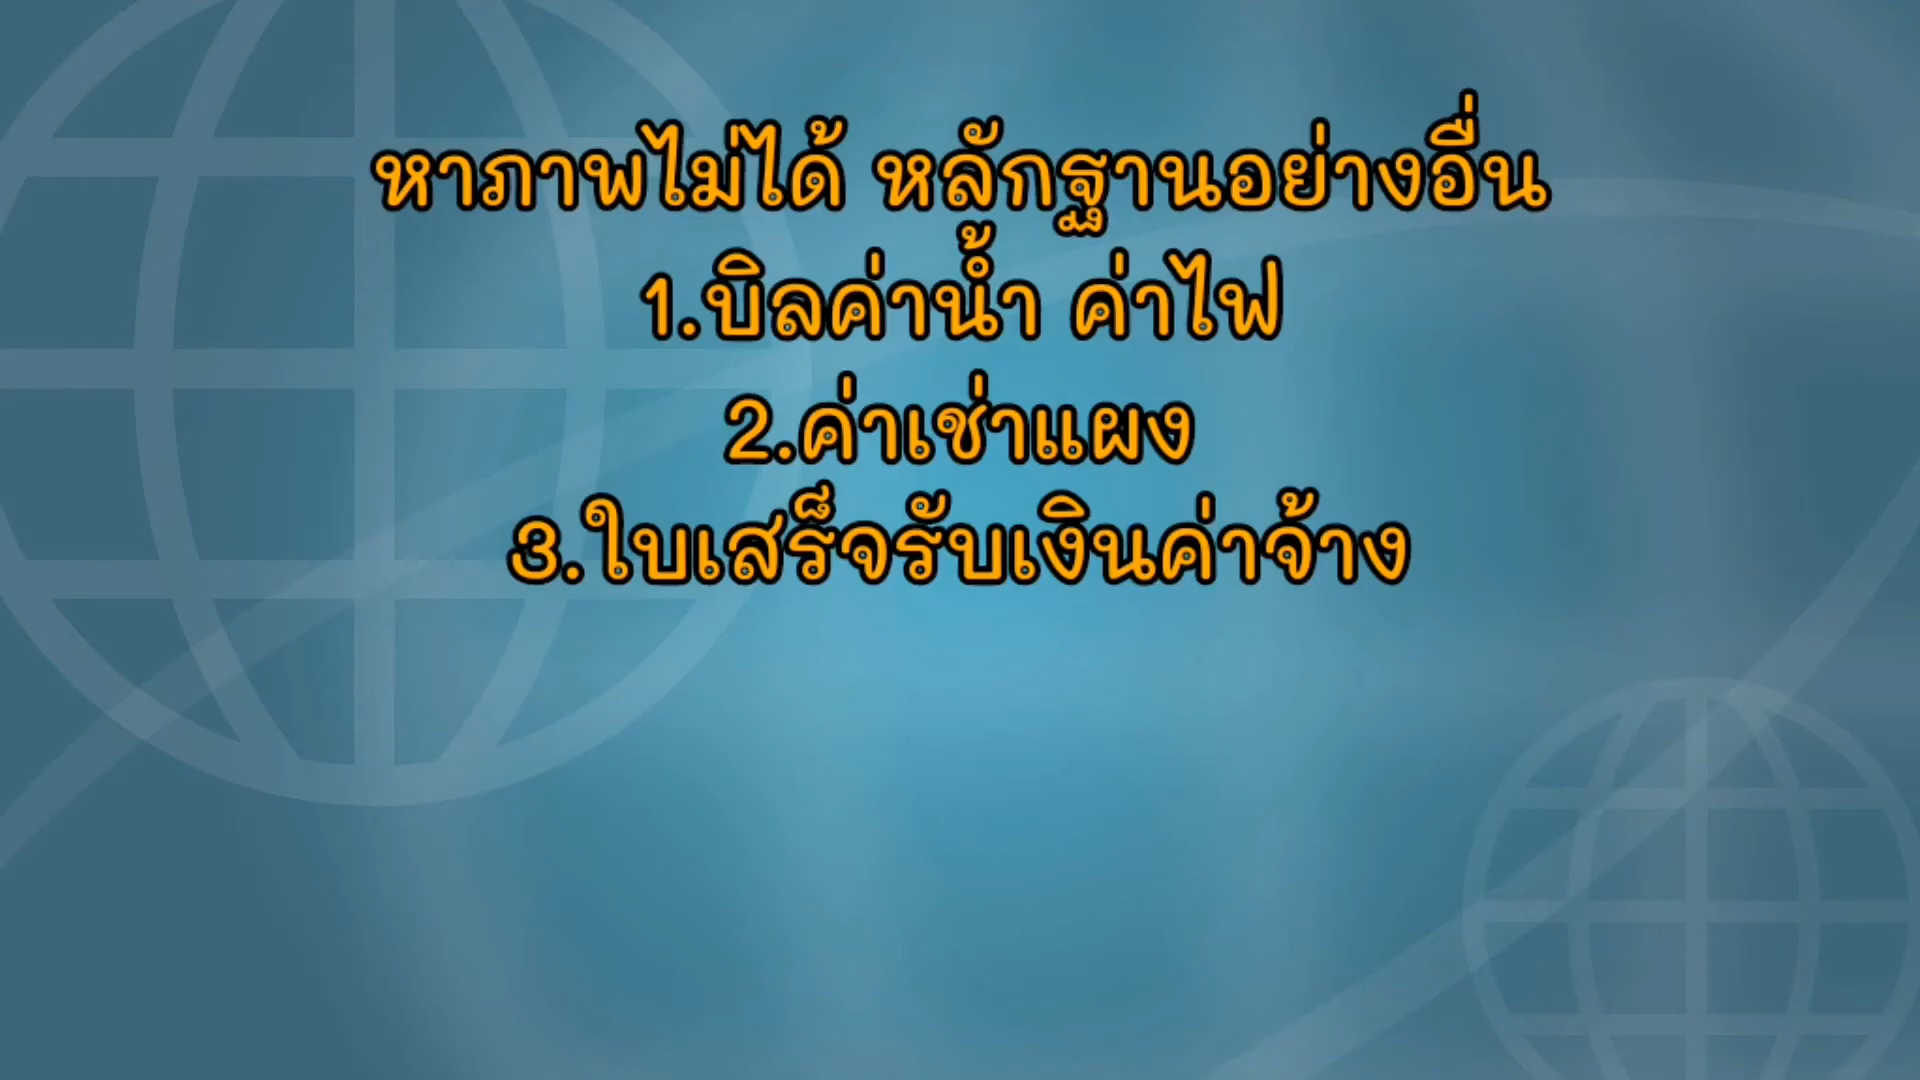 หาภาพไม่ได้ หลักฐานอย่างอื่น
1.บิลค่าน้ำ ค่าไฟ
2.ค่าเช่าแผง
3.ใบเสร็จรับเงินค่าจ้าง